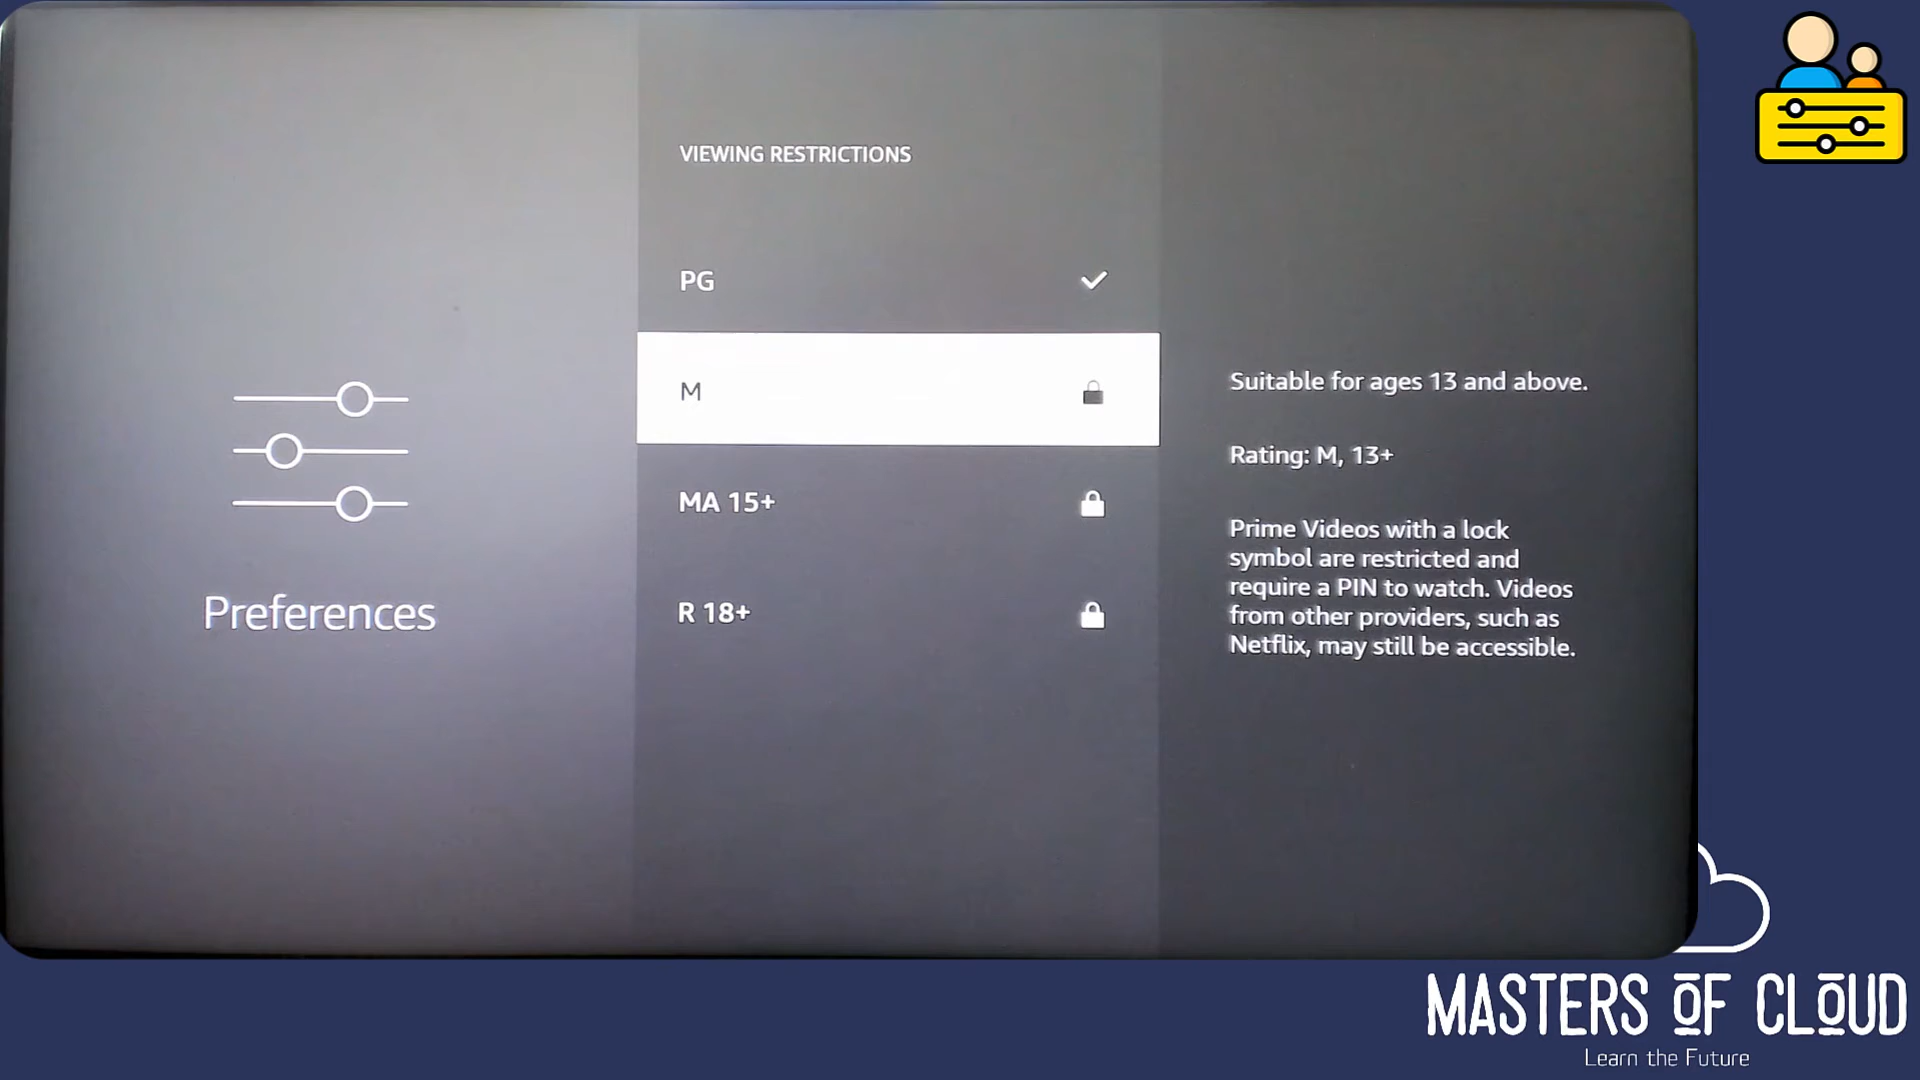 VIEWING RESTRICTIONS
PG
M
MA 15+
R 18+
Preferences
Suitable for ages 13 and above.
Rating: M, 13+
Prime Videos with a lock
symbol are restricted and
require a PIN to watch. Videos
from other providers, such as
Netflix, may still be accessible.
MASTERS OF CLOUD
Learn the Future